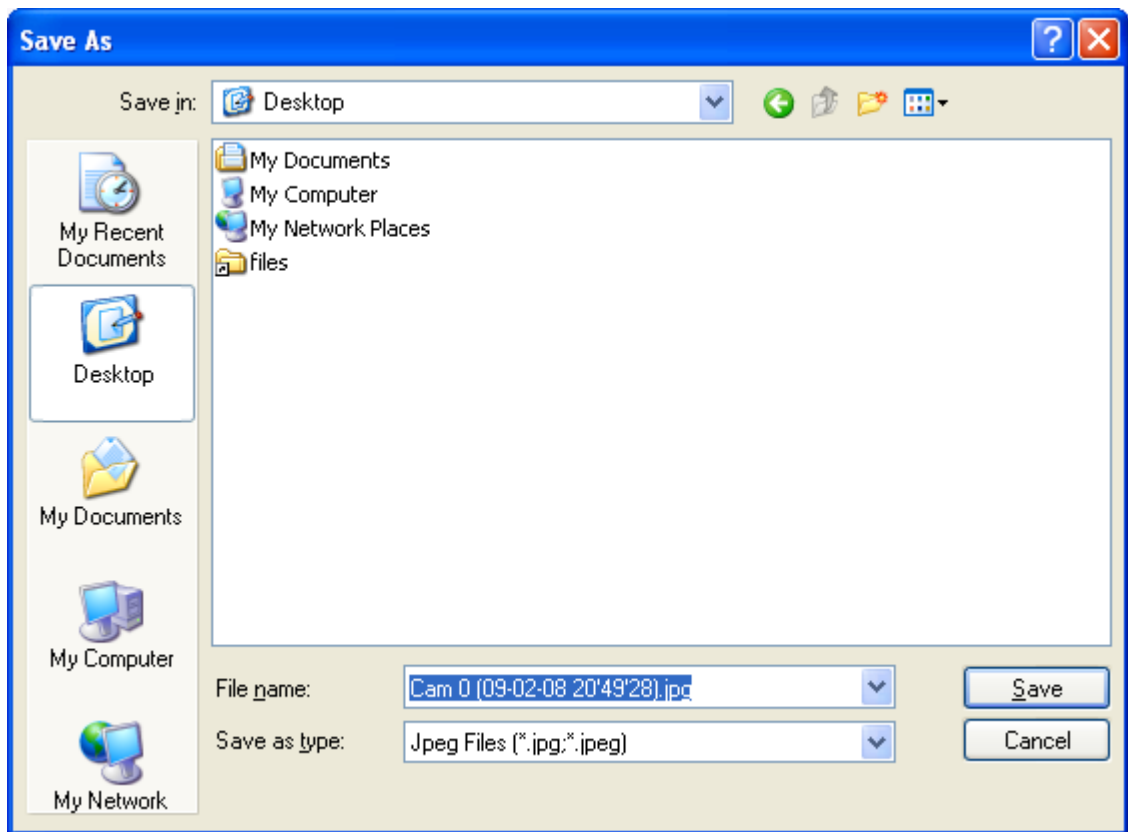 Save As
Save in:
Desktop
My Recent
Documents
Desktop
My Documents
My Computer
My Network
My Documents
My Computer
My Network Places
files
File name:
Cam 0 (09-02-08 20'49'28).jpg
Save
Save as type:
Jpeg Files (*.jpg;*.jpeg)
Cancel